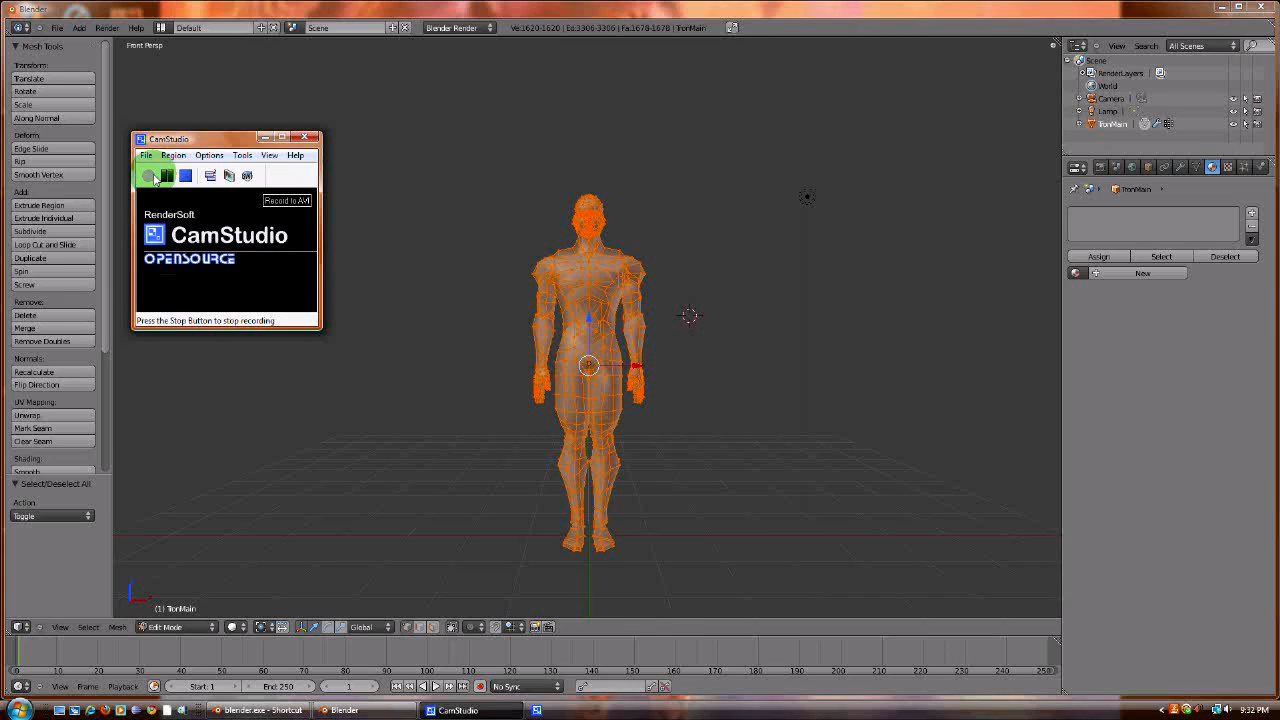 Blender
File Add Render Help Default Scene Blender Render Ve:1620-1620 | Ed:3306-3306 | Fa:1678-1678 | TronMain
View Search All Scenes
Mesh Tools
Transform:
Translate
Rotate
Scale
Along Normal
Deform:
Edge Slide
Rip
Smooth Vertex
Add:
Extrude Region
Extrude Individual
Subdivide
Loop Cut and Slide
Duplicate
Spin
Screw
Remove:
Delete
Merge
Remove Doubles
Normals:
Recalculate
Flip Direction
UV Mapping:
Unwrap
Mark Seam
Clear Seam
Shading:
Smooth
Select/Deselect All
Action
Toggle
Front Persp
CamStudio
File Region Options Tools View Help
Record to AVI
RenderSoft
CamStudio
OPENSOURCE
Press the Stop Button to stop recording
(1) TronMain
View Select Mesh Edit Mode Global
Scene
RenderLayers
World
Camera
Lamp
TronMain
TronMain
Assign Select Deselect
New
0 10 20 30 40 50 60 70 80 90 100 110 120 130 140 150 160 170 180 190 200 210 220 230 240 250
View Frame Playback Start: 1 End: 250 1 No Sync
blender.exe - Shortcut Blender CamStudio 9:32 PM